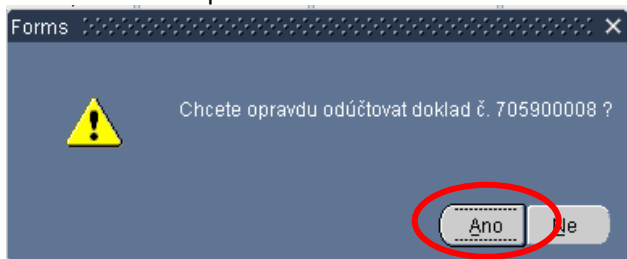 Forms
Chcete opravdu odúčtovat doklad č. 705900008 ?
Ano
Ne